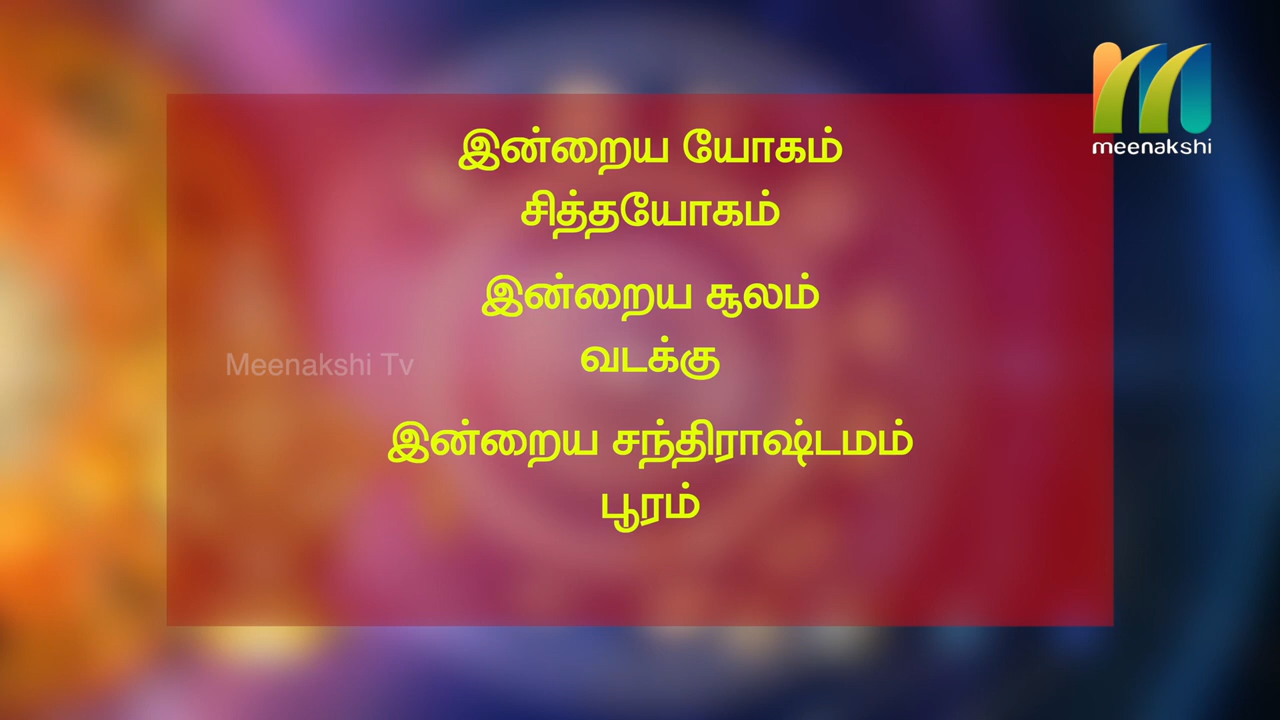 meenakshi
இன்றைய யோகம்
சித்தயோகம்
இன்றைய சூலம்
வடக்கு
Meenakshi Tv
இன்றைய சந்திராஷ்டமம்
பூரம்